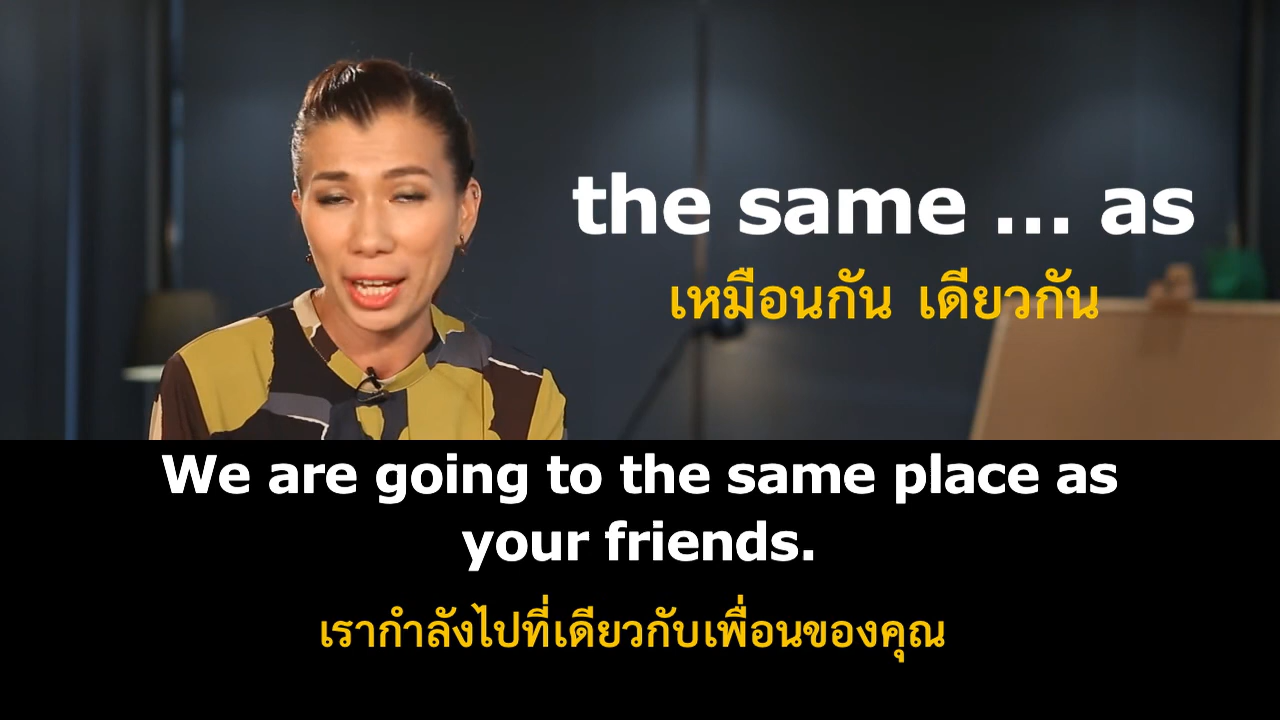 the same ... as
เหมือนกัน เดียวกัน
We are going to the same place as
your friends.
เรากำลังไปที่เดียวกับเพื่อนของคุณ